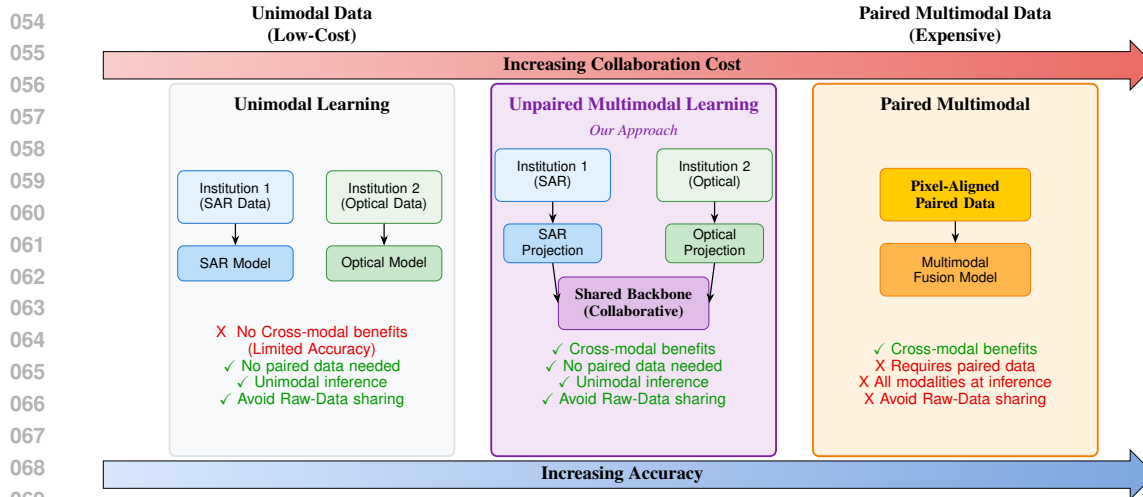 054
055
056
057
058
059
060
061
062
063
064
065
066
067
068
Unimodal Data
(Low-Cost)
Paired Multimodal Data
(Expensive)
Increasing Collaboration Cost
Unimodal Learning
Institution 1
(SAR Data)
Institution 2
(Optical Data)
SAR Model
Optical Model
X No Cross-modal benefits
(Limited Accuracy)
✓ No paired data needed
✓ Unimodal inference
✓ Avoid Raw-Data sharing
Unpaired Multimodal Learning
Our Approach
Institution 1
(SAR)
Institution 2
(Optical)
SAR
Projection
Optical
Projection
Shared Backbone
(Collaborative)
✓ Cross-modal benefits
✓ No paired data needed
✓ Unimodal inference
✓ Avoid Raw-Data sharing
Paired Multimodal
Pixel-Aligned
Paired Data
Multimodal
Fusion Model
✓ Cross-modal benefits
X Requires paired data
X All modalities at inference
X Avoid Raw-Data sharing
Increasing Accuracy